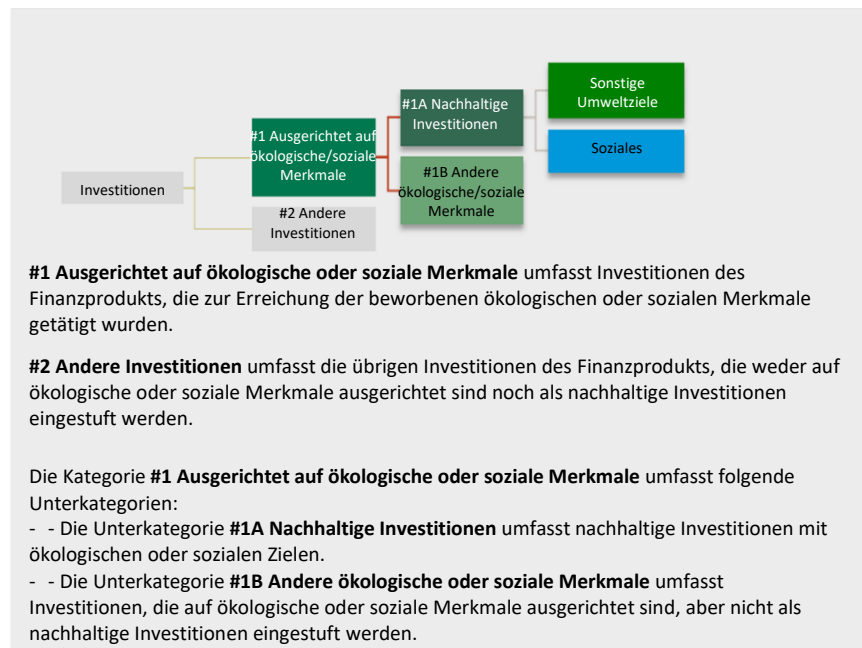 Sonstige
Umweltziele
#1A Nachhaltige
Investitionen
#1 Ausgerichtet auf
ökologische/soziale
Merkmale
Soziales
#1B Andere
ökologische/soziale
Merkmale
Investitionen
#2 Andere
Investitionen
#1 Ausgerichtet auf ökologische oder soziale Merkmale umfasst Investitionen des
Finanzprodukts, die zur Erreichung der beworbenen ökologischen oder sozialen Merkmale
getätigt wurden.
#2 Andere Investitionen umfasst die übrigen Investitionen des Finanzprodukts, die weder auf
ökologische oder soziale Merkmale ausgerichtet sind noch als nachhaltige Investitionen
eingestuft werden.
Die Kategorie #1 Ausgerichtet auf ökologische oder soziale Merkmale umfasst folgende
Unterkategorien:
- - Die Unterkategorie #1A Nachhaltige Investitionen umfasst nachhaltige Investitionen mit
ökologischen oder sozialen Zielen.
- - Die Unterkategorie #1B Andere ökologische oder soziale Merkmale umfasst
Investitionen, die auf ökologische oder soziale Merkmale ausgerichtet sind, aber nicht als
nachhaltige Investitionen eingestuft werden.